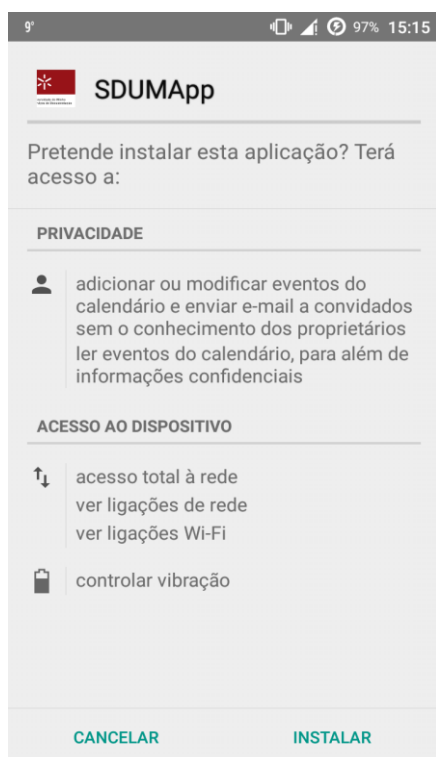 9°
97% 15:15
SDUMApp
Pretende instalar esta aplicação? Terá
acesso a:
PRIVACIDADE
adicionar ou modificar eventos do
calendário e enviar e-mail a convidados
sem o conhecimento dos proprietários
ler eventos do calendário, para além de
informações confidenciais
ACESSO AO DISPOSITIVO
acesso total à rede
ver ligações de rede
ver ligações Wi-Fi
controlar vibração
CANCELAR INSTALAR